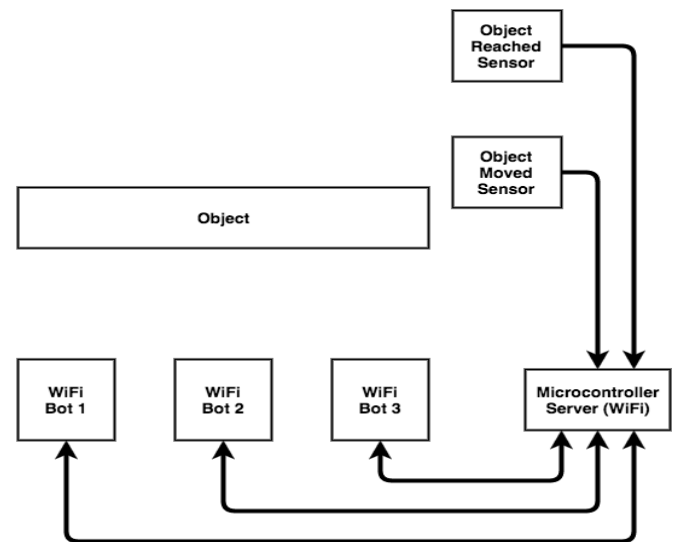 Object
Reached
Sensor
Object
Moved
Sensor
Object
WiFi
Bot 1
WiFi
Bot 2
WiFi
Bot 3
Microcontroller
Server (WiFi)